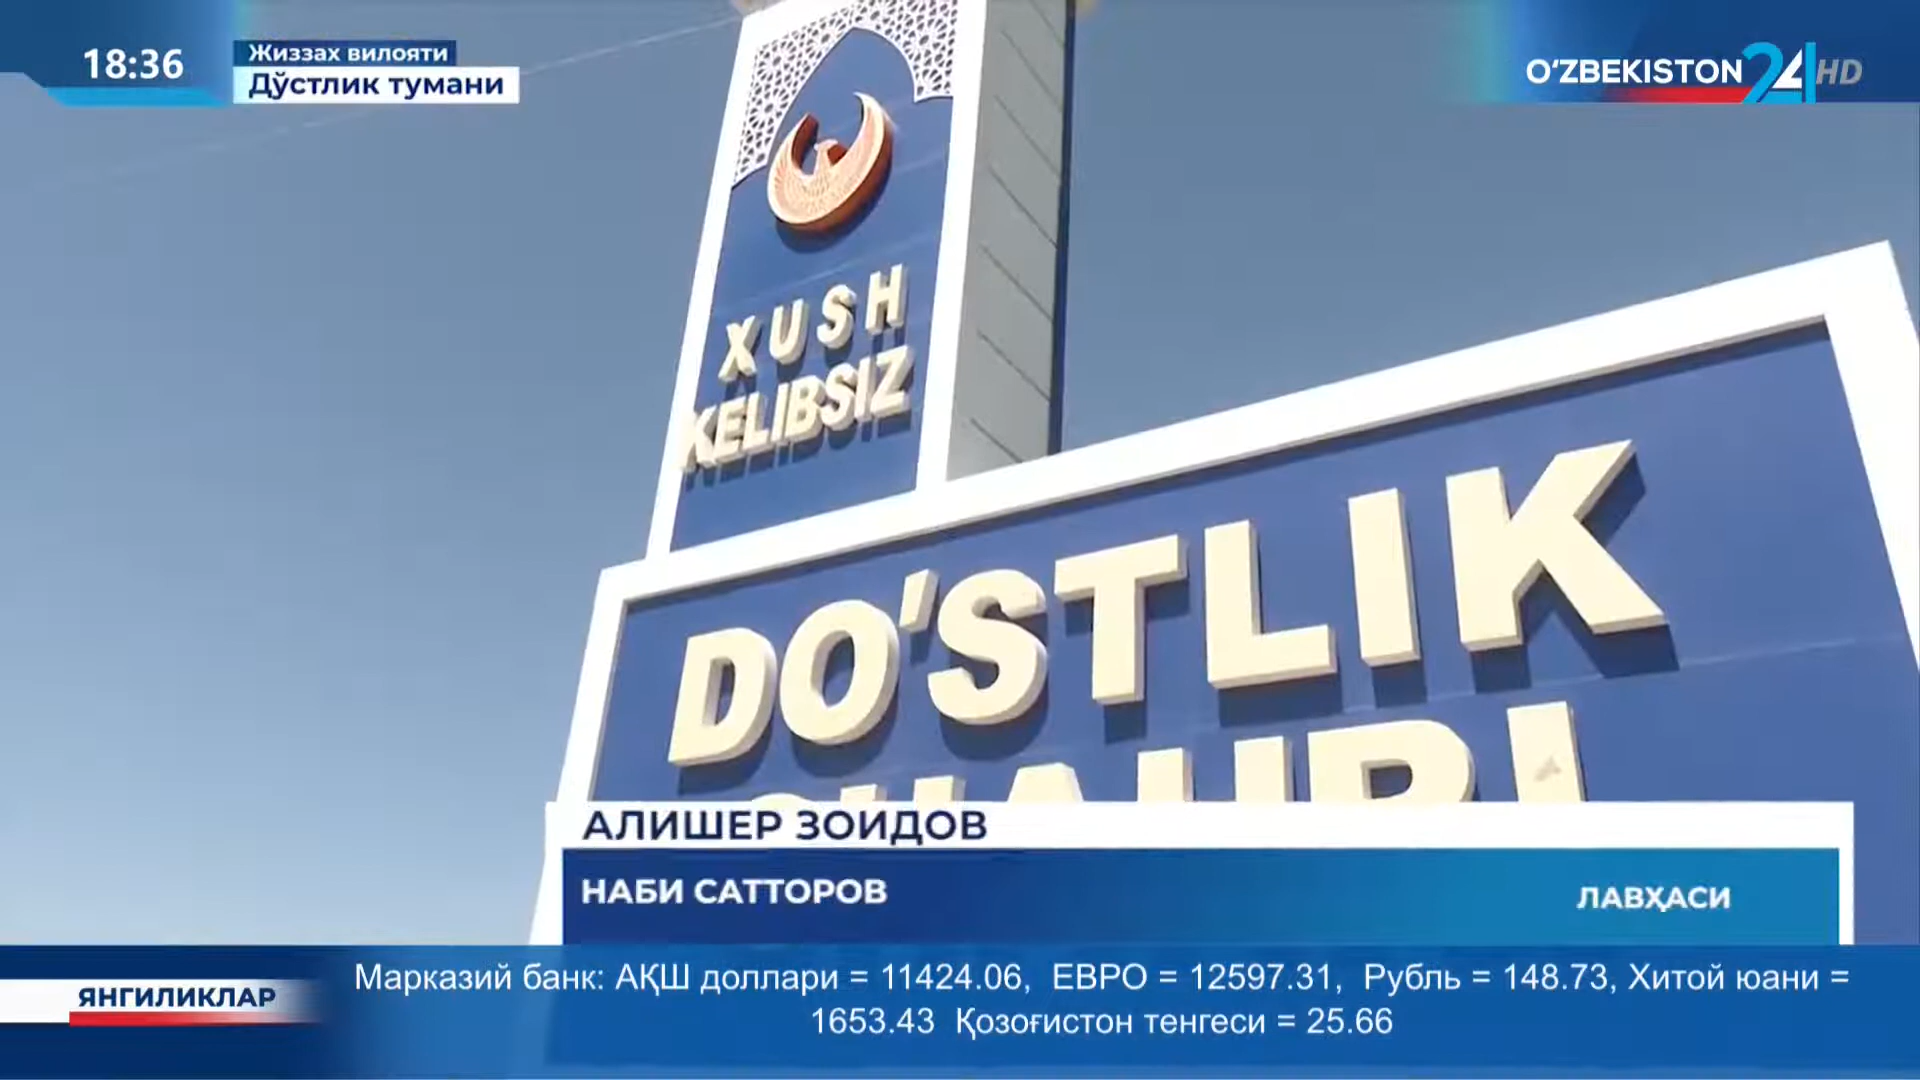 18:36
Жиззах вилояти
Дўстлик тумани
O‘ZBEKISTON 24 HD
XUSH
KELIBSIZ
DO'STLIK
SHAHRI
АЛИШЕР ЗОИДОВ
НАБИ САТТОРОВ
ЛАВҲАСИ
ЯНГИЛИКЛАР
Марказий банк: АҚШ доллари = 11424.06, ЕВРО = 12597.31, Рубль = 148.73, Хитой юани =
1653.43 Қозоғистон тенгеси = 25.66